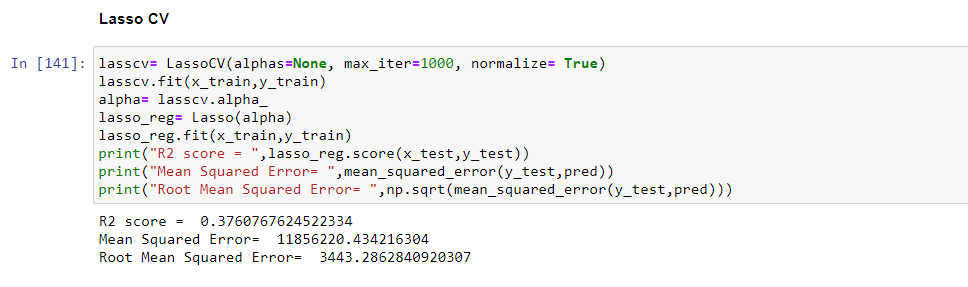 Lasso CV
In [141]: lasscv= LassoCV(alphas=None, max_iter=1000, normalize= True)
lasscv.fit(x_train,y_train)
alpha= lasscv.alpha_
lasso_reg= Lasso(alpha)
lasso_reg.fit(x_train,y_train)
print("R2 score = ",lasso_reg.score(x_test,y_test))
print("Mean Squared Error= ",mean_squared_error(y_test,pred))
print("Root Mean Squared Error= ",np.sqrt(mean_squared_error(y_test,pred)))
R2 score =  0.3760767624522334
Mean Squared Error=  11856220.434216304
Root Mean Squared Error=  3443.2862840920307